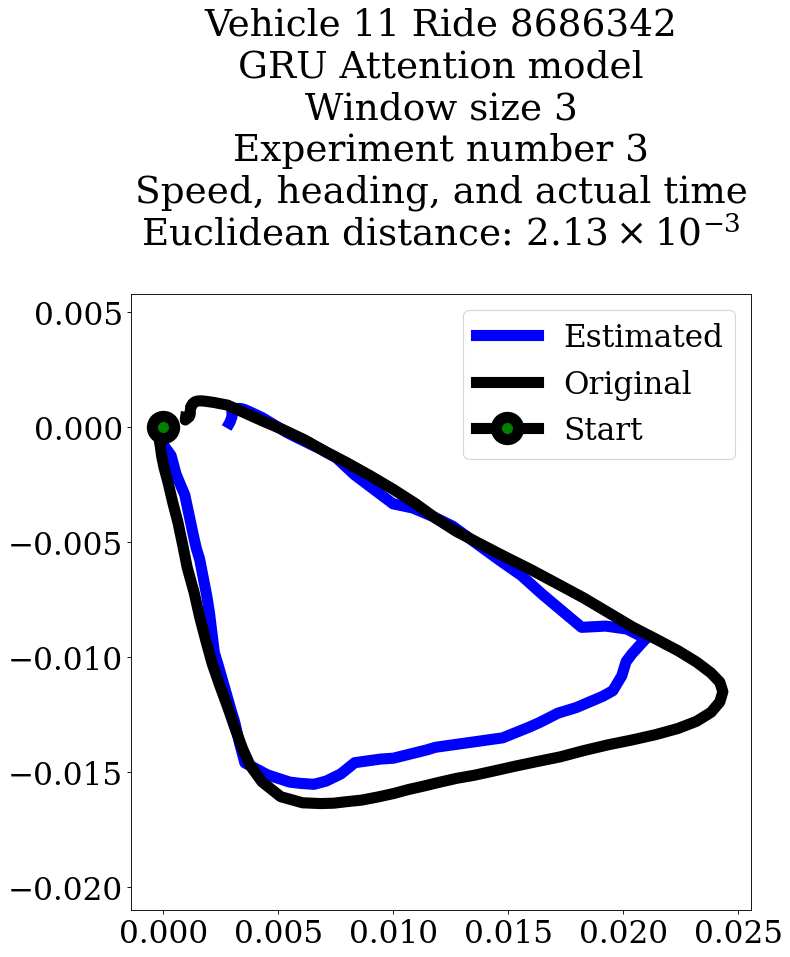 Vehicle 11 Ride 8686342
GRU Attention model
Window size 3
Experiment number 3
Speed, heading, and actual time
Euclidean distance: 2.13 × 10⁻³
Estimated
Original
Start
0.005
0.000
−0.005
−0.010
−0.015
−0.020
0.000 0.005 0.010 0.015 0.020 0.025